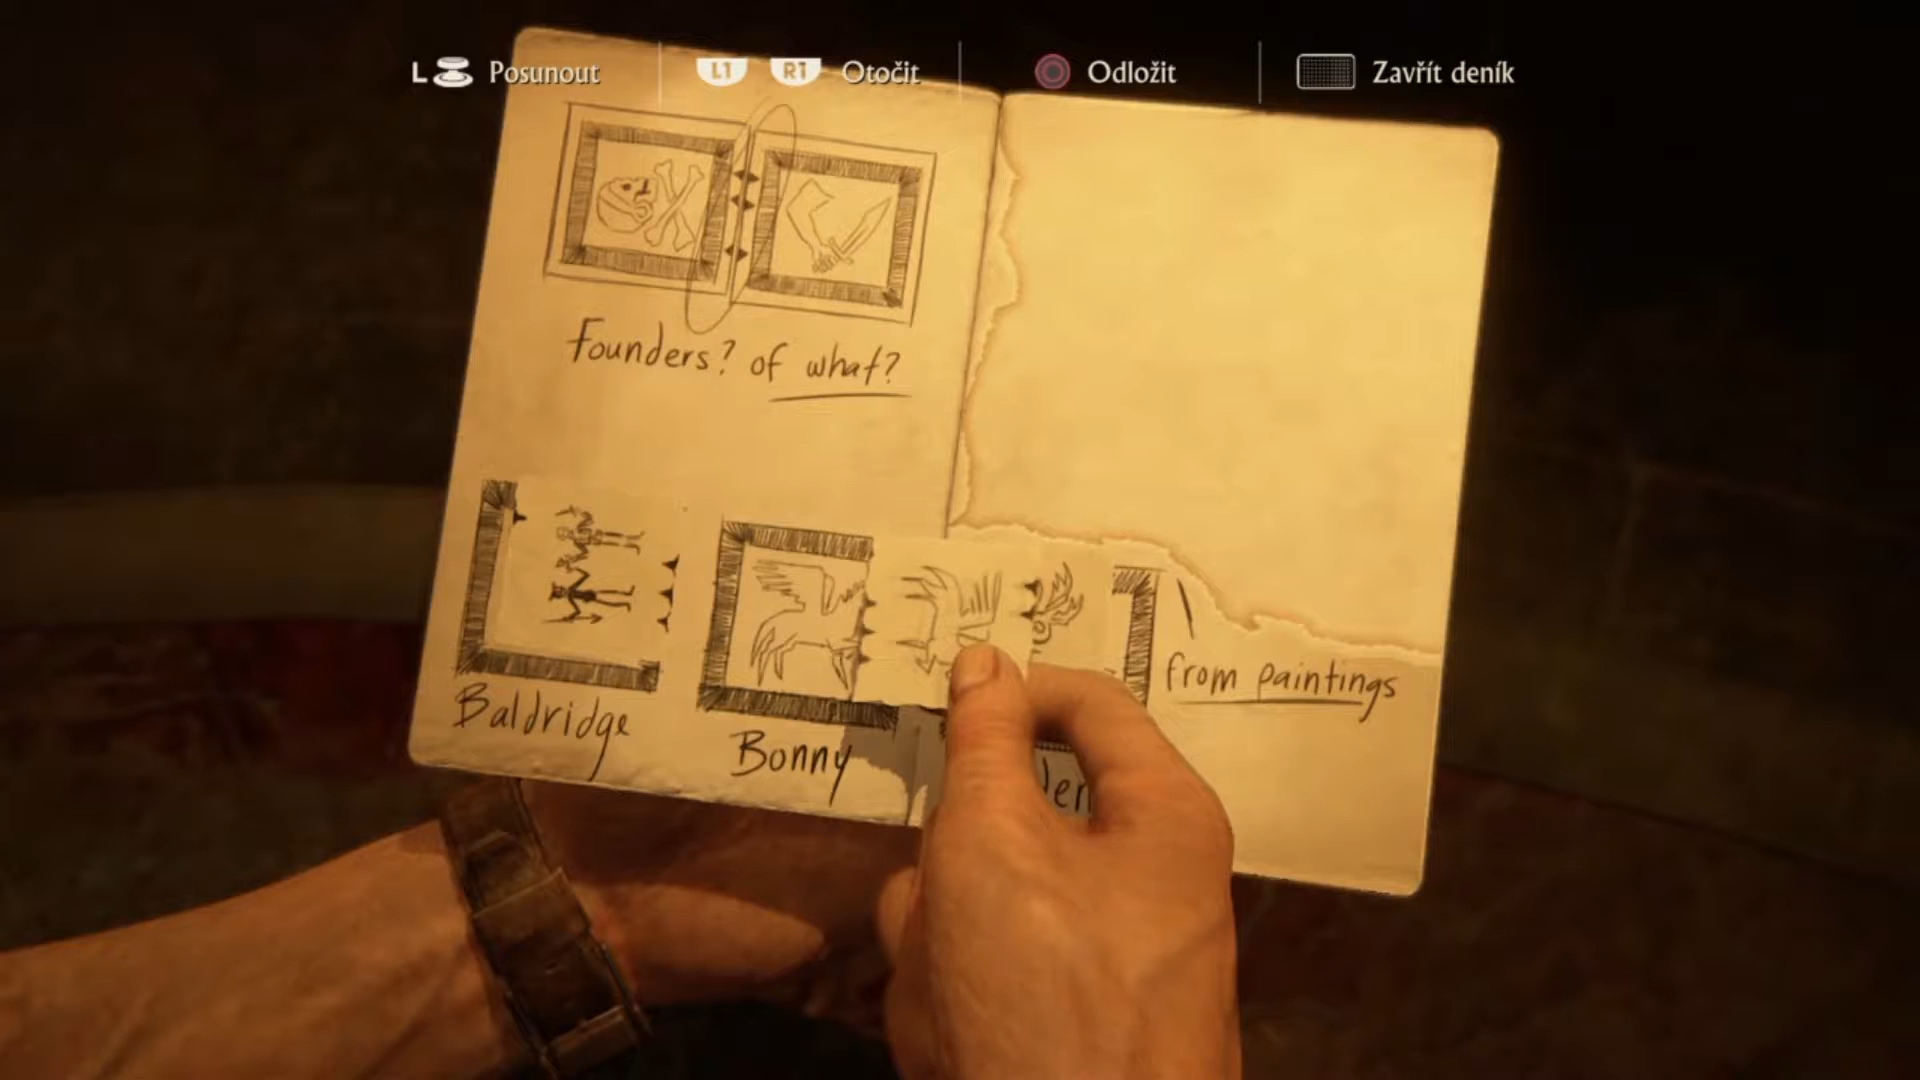 L Posunout
L1 R1 Otočit
Odložit
Zavřít deník
Founders? of what?
from paintings
Baldridge
Bonny